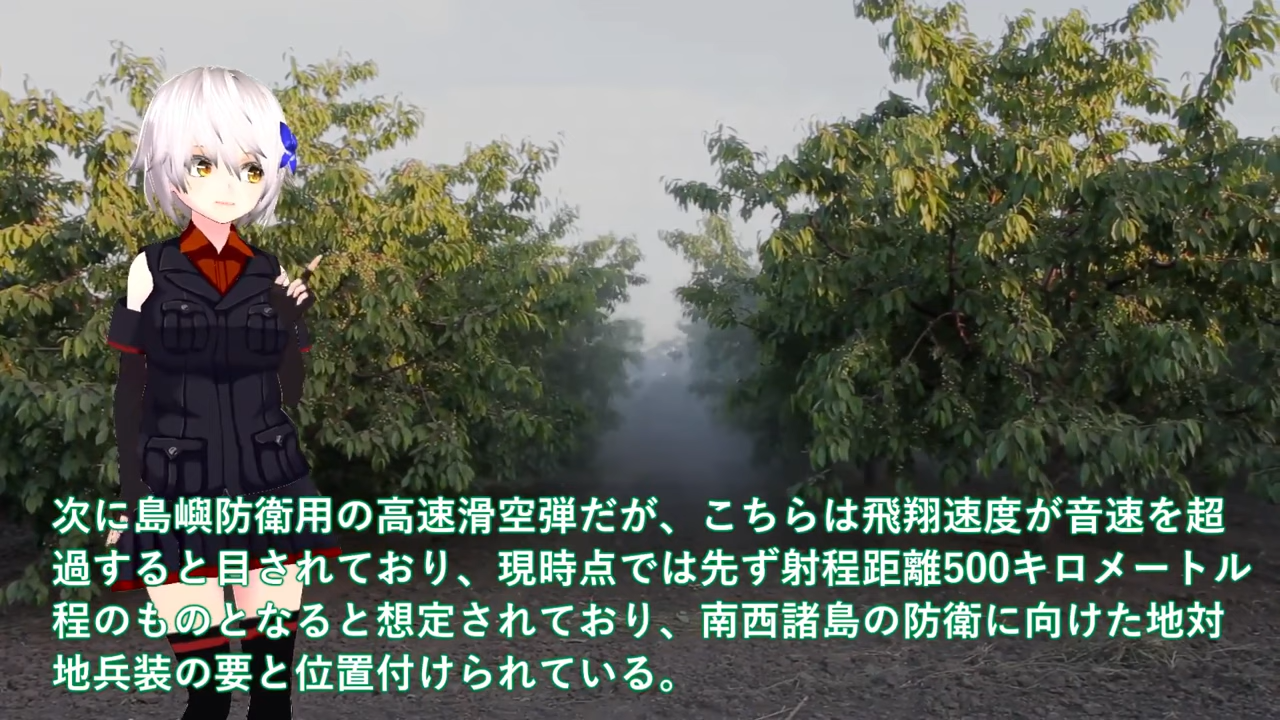 次に島嶼防衛用の高速滑空弾だが、こちらは飛翔速度が音速を超
過すると目されており、現時点では先ず射程距離500キロメートル
程のものとなると想定されており、南西諸島の防衛に向けた地対
地兵装の要と位置付けられている。